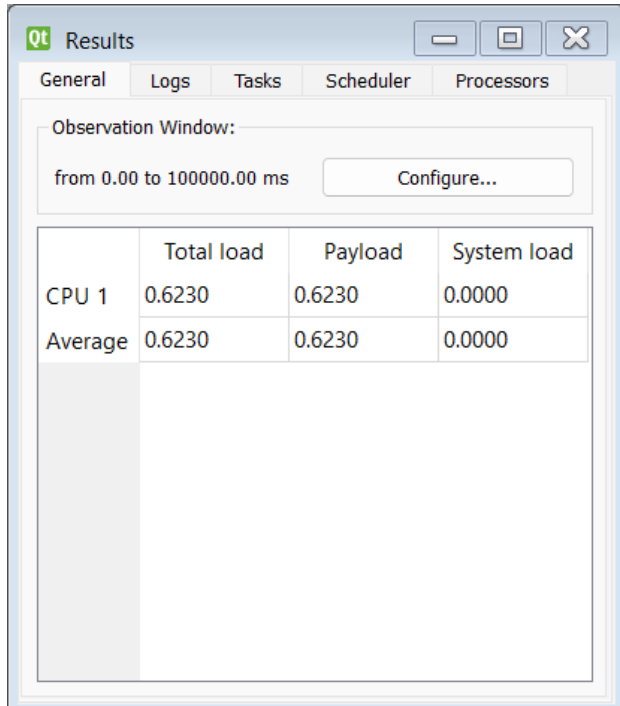 Qt Results
General Logs Tasks Scheduler Processors
Observation Window:
from 0.00 to 100000.00 ms Configure...
Total load Payload System load
CPU 1 0.6230 0.6230 0.0000
Average 0.6230 0.6230 0.0000